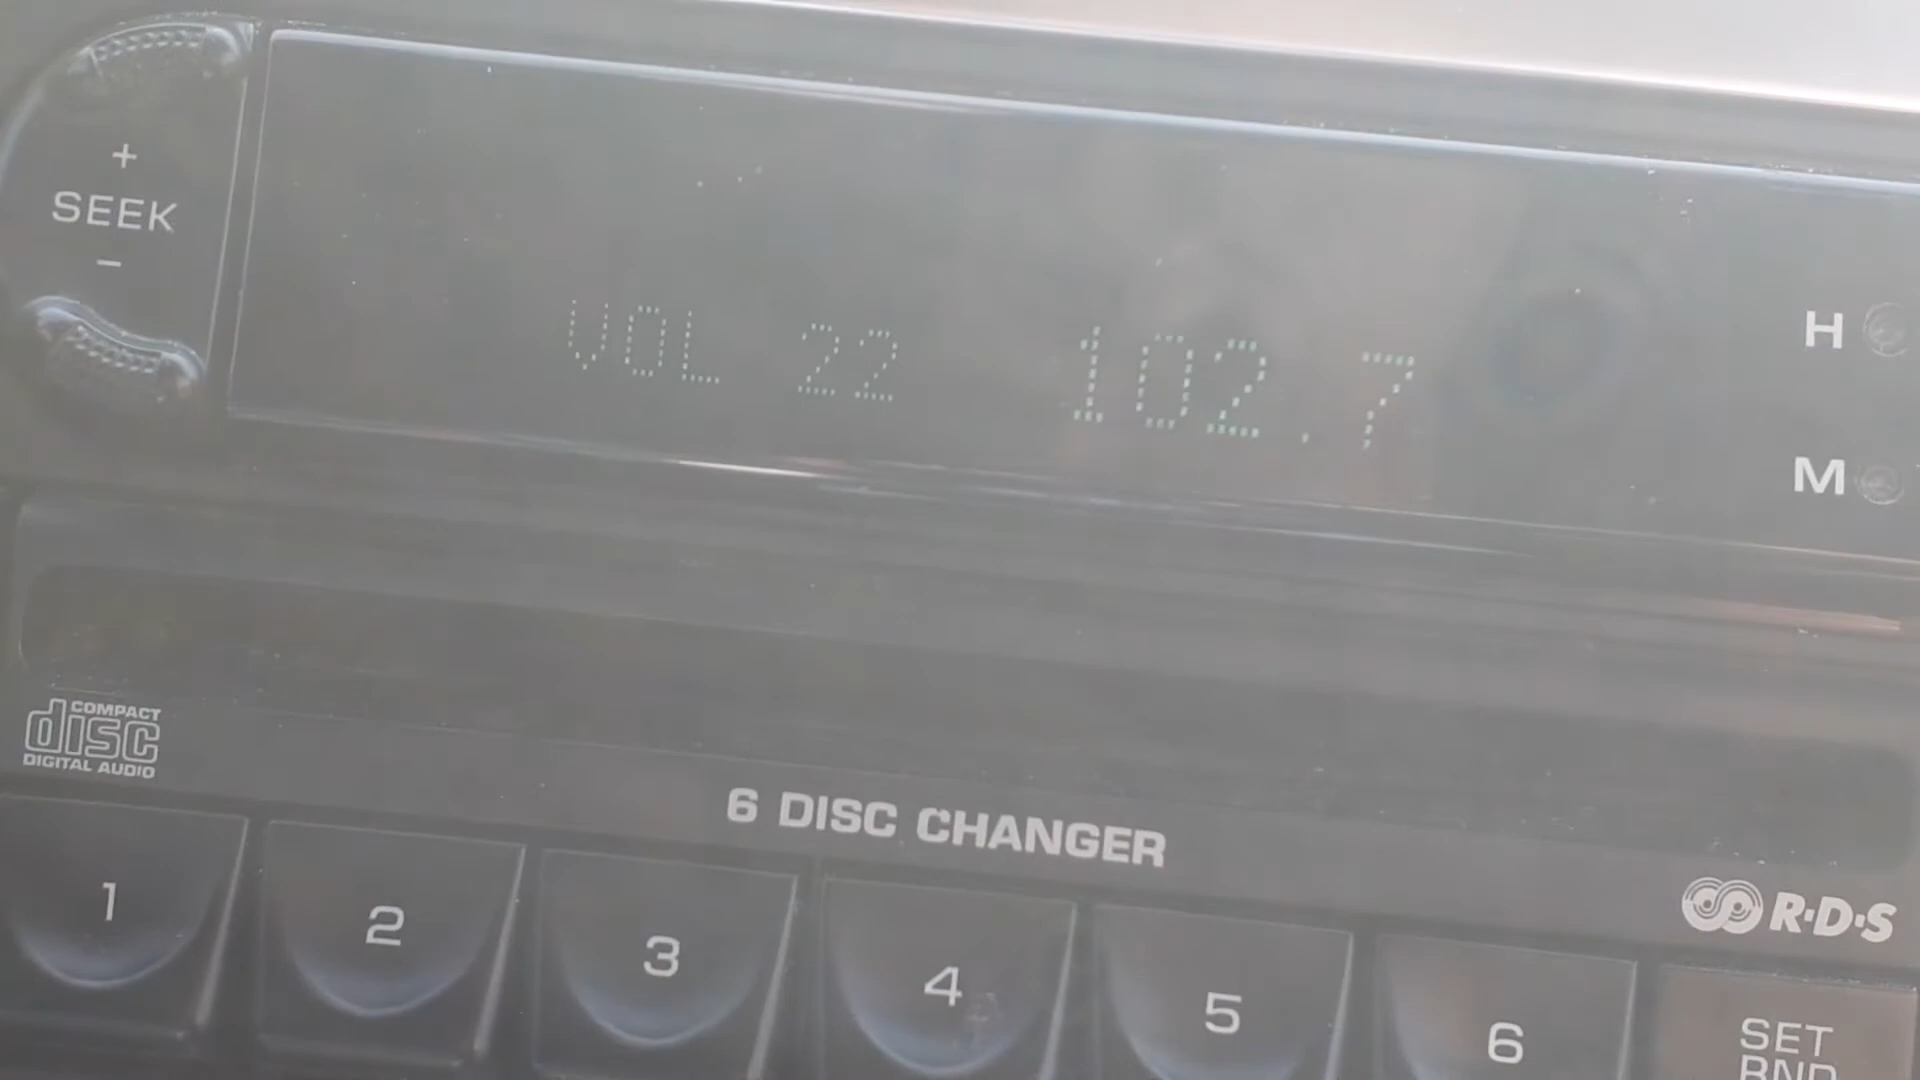 +
SEEK
-
VOL 22 102.7
H
M
COMPACT
disc
DIGITAL AUDIO
6 DISC CHANGER
R·D·S
1 2 3 4 5 6
SET
RND